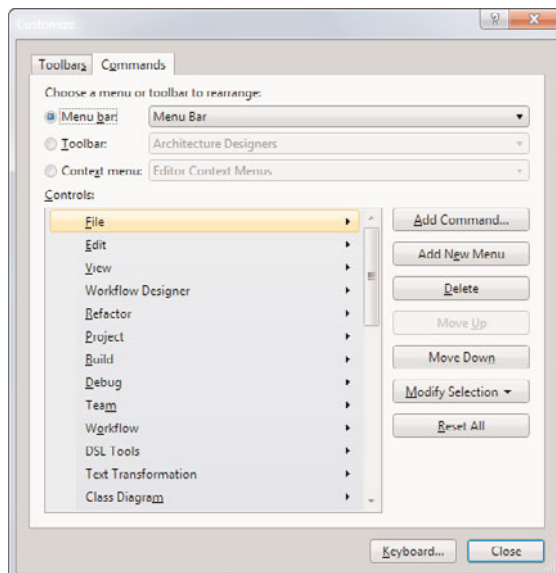 Customize
Toolbars Commands
Choose a menu or toolbar to rearrange:
Menu bar: Menu Bar
Toolbar: Architecture Designers
Context menu: Editor Context Menus
Controls:
File
Edit
View
Workflow Designer
Refactor
Project
Build
Debug
Team
Workflow
DSL Tools
Text Transformation
Class Diagram
Add Command...
Add New Menu
Delete
Move Up
Move Down
Modify Selection
Reset All
Keyboard... Close